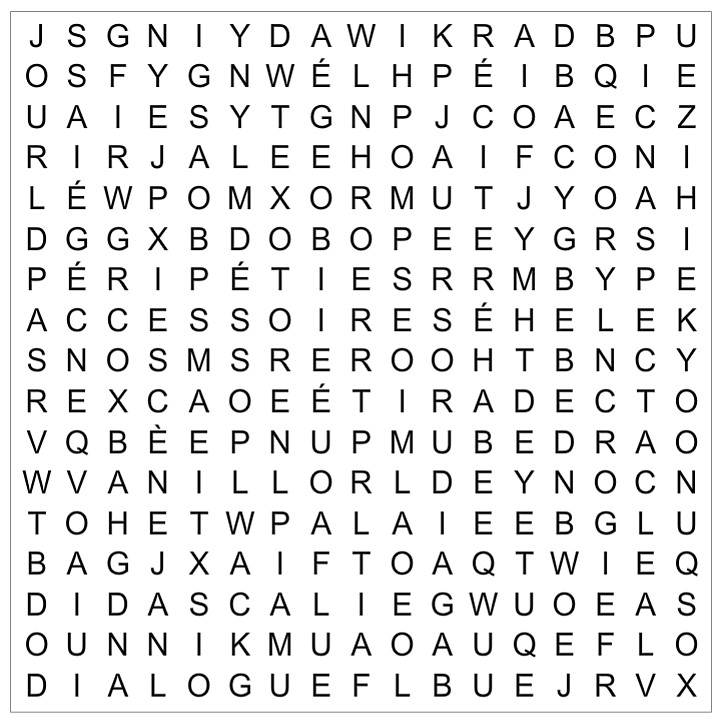 J S G N I Y D A W I K R A D B P U
O S F Y G N W É L H P É I B Q I E
U A I E S Y T G N P J C O A E C Z
R I R J A L E E H O A I F C O N I
L É W P O M X O R M U T J Y O A H
D G G X B D O B O P E E Y G R S I
P É R I P É T I E S R R M B Y P E
A C C E S S O I R E S É H E L E K
S N O S M S R E R O O H T B N C Y
R E X C A O E É T I R A D E C T O
V Q B È E P N U P M U B E D R A O
W V A N I L L O R L D E Y N O C N
T O H E T W P A L A I E E B G L U
B A G J X A I F T O A Q T W I E Q
D I D A S C A L I E G W U O E A S
O U N N I K M U A O A U Q E F L O
D I A L O G U E F L B U E J R V X